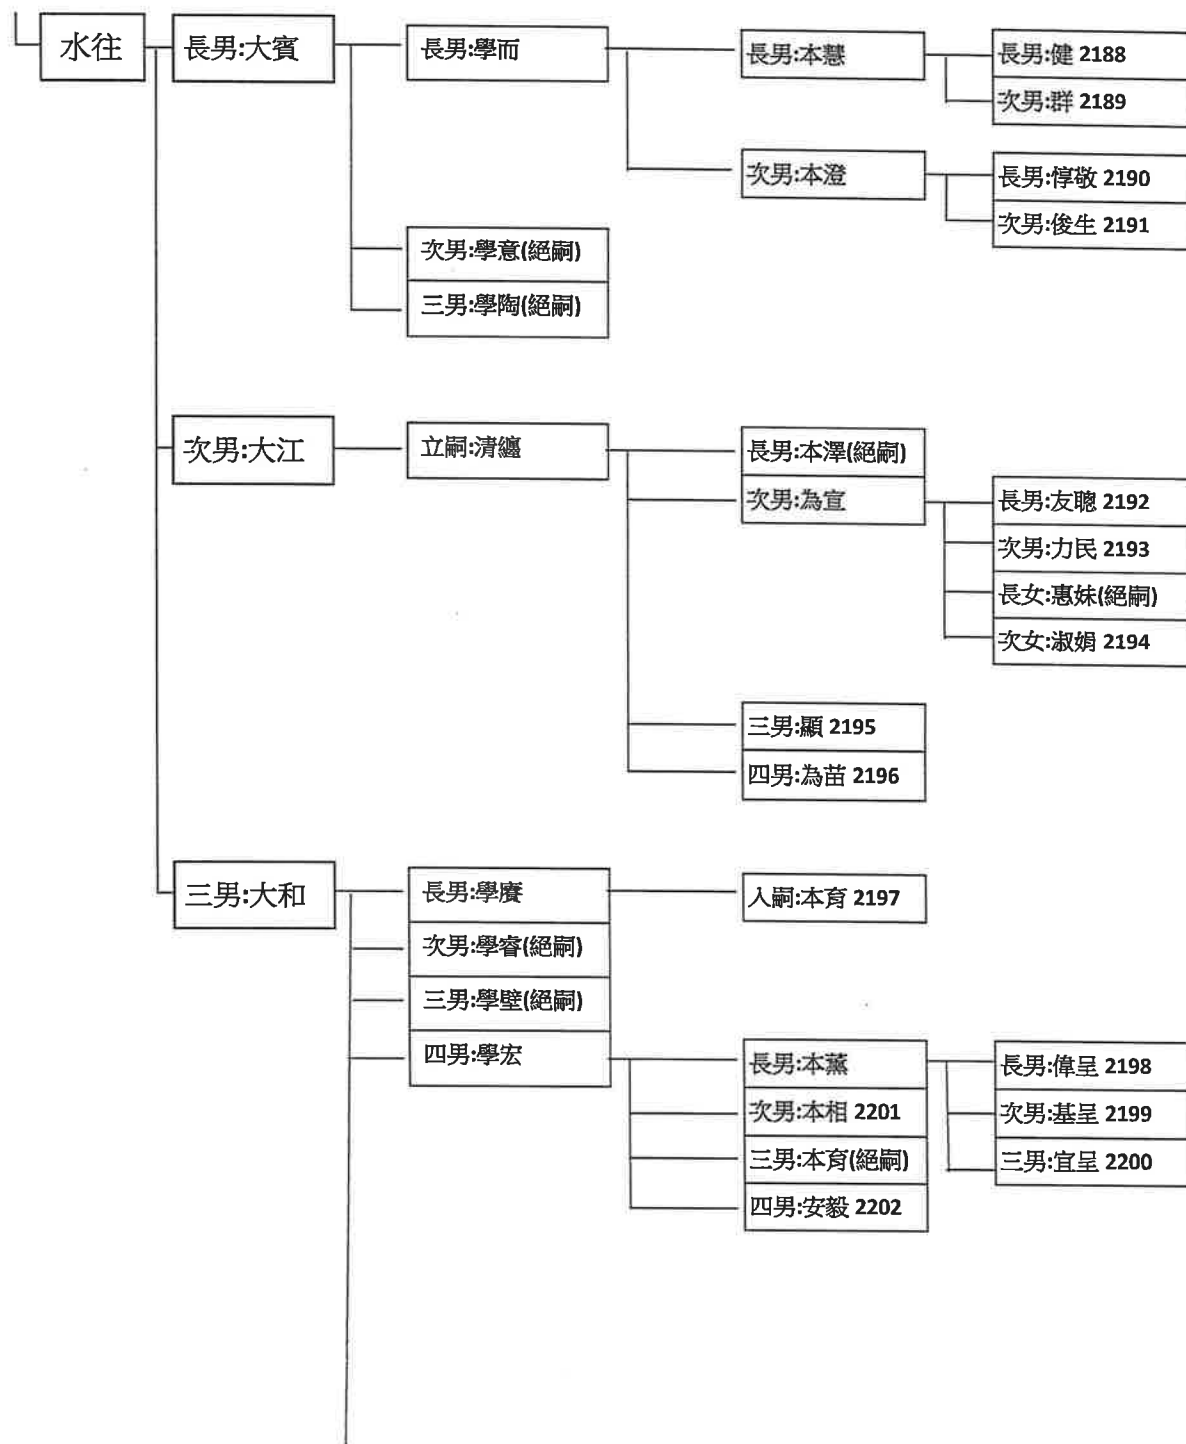 水往
長男:大賓
長男:學而
長男:本慧
長男:健 2188
次男:群 2189
次男:本澄
長男:惇敬 2190
次男:俊生 2191
次男:學意(絕嗣)
三男:學陶(絕嗣)
次男:大江
立嗣:清纏
長男:本澤(絕嗣)
次男:為宣
長男:友聰 2192
次男:力民 2193
長女:惠妹(絕嗣)
次女:淑娟 2194
三男:顯 2195
四男:為苗 2196
三男:大和
長男:學賡
入嗣:本育 2197
次男:學睿(絕嗣)
三男:學壁(絕嗣)
四男:學宏
長男:本薰
長男:偉呈 2198
次男:基呈 2199
三男:宜呈 2200
次男:本相 2201
三男:本育(絕嗣)
四男:安毅 2202